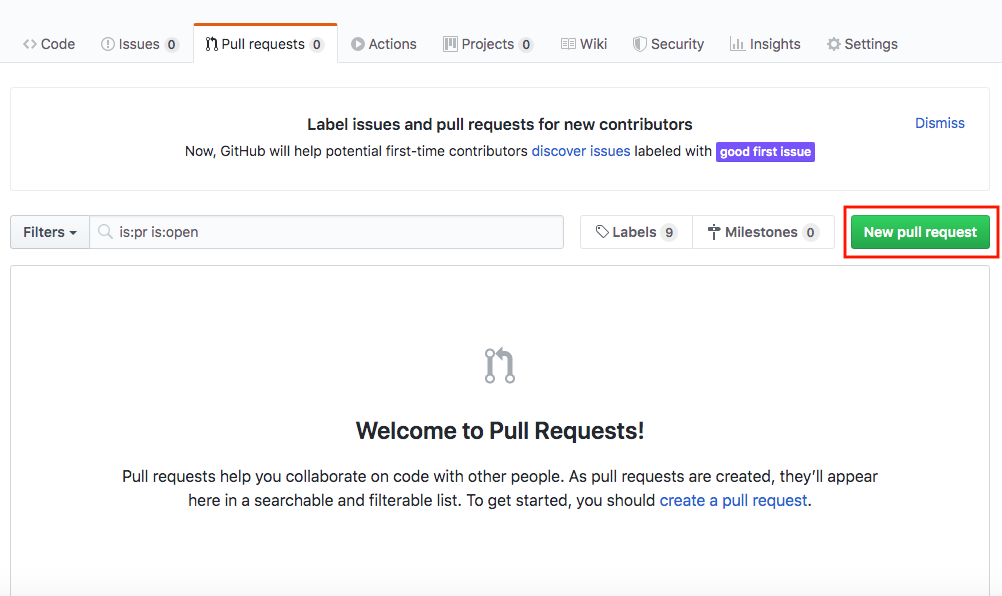 Code Issues 0 Pull requests 0 Actions Projects 0 Wiki Security Insights Settings
Label issues and pull requests for new contributors
Dismiss
Now, GitHub will help potential first-time contributors discover issues labeled with good first issue
Filters is:pr is:open Labels 9 Milestones 0 New pull request
Welcome to Pull Requests!
Pull requests help you collaborate on code with other people. As pull requests are created, they’ll appear
here in a searchable and filterable list. To get started, you should create a pull request.